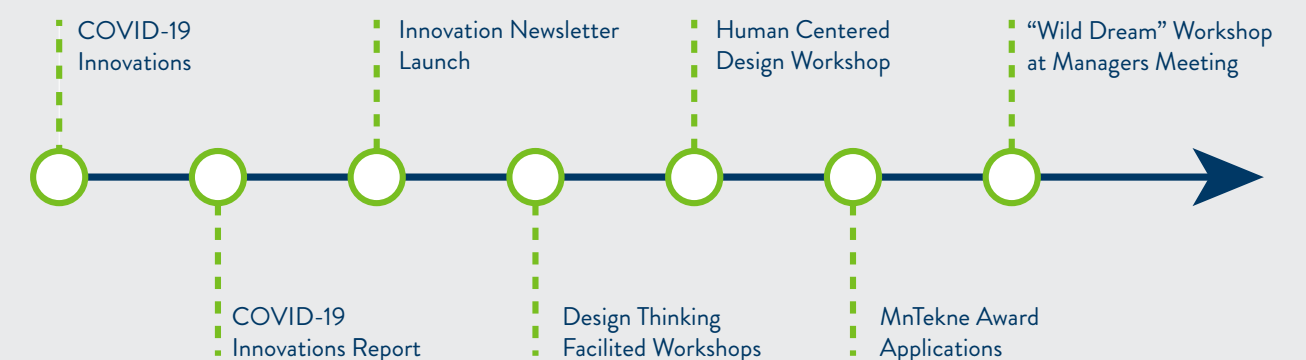 COVID-19
Innovations
Innovation Newsletter
Launch
Human Centered
Design Workshop
“Wild Dream” Workshop
at Managers Meeting
COVID-19
Innovations Report
Design Thinking
Facilited Workshops
MnTekne Award
Applications